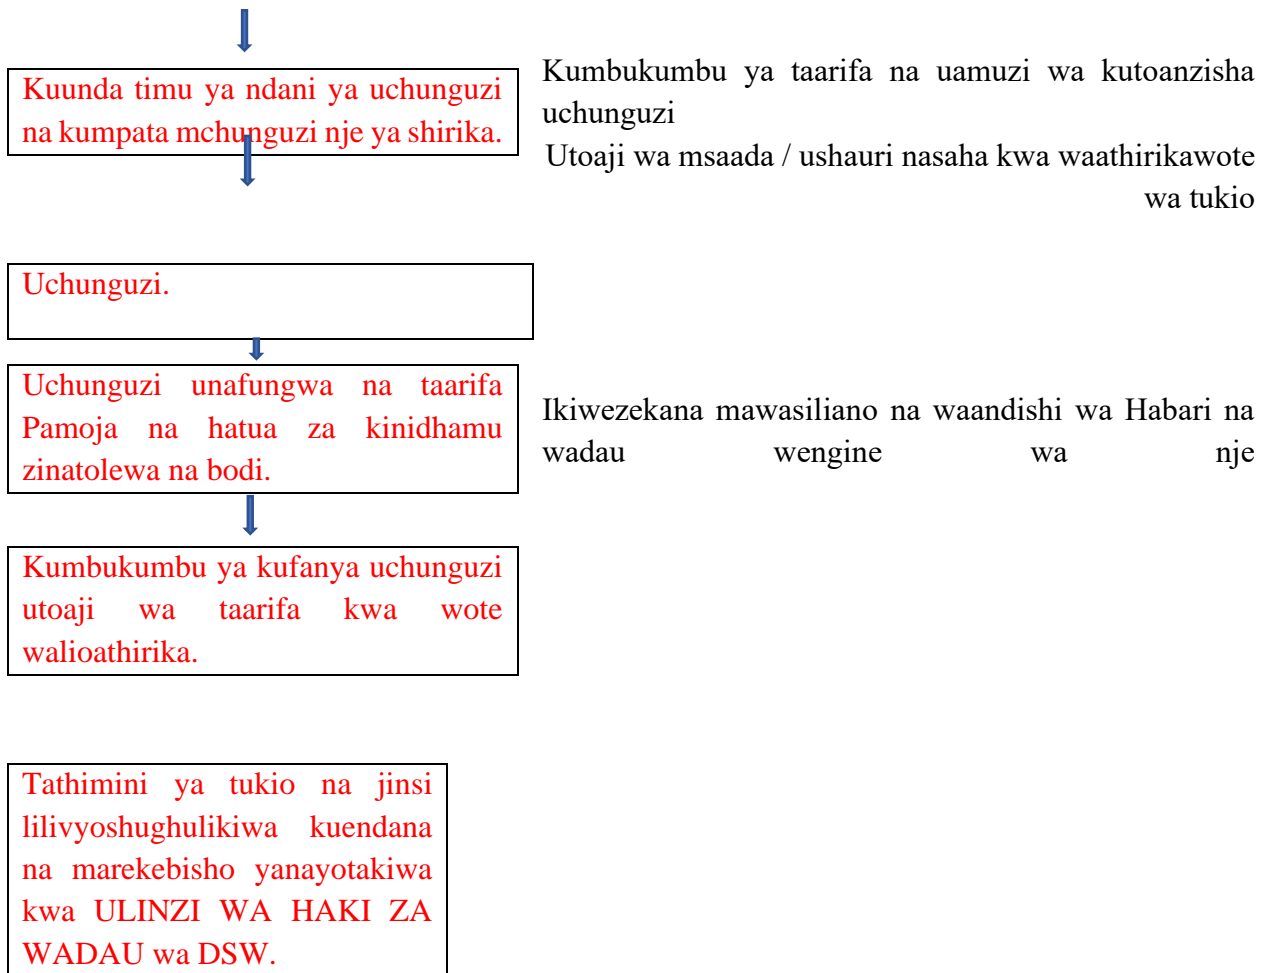 Kuunda timu ya ndani ya uchunguzi
na kumpata mchunguzi nje ya shirika.
Kumbukumbu ya taarifa na uamuzi wa kutoanzisha
uchunguzi
Utoaji wa msaada / ushauri nasaha kwa waathirikawote
wa tukio
Uchunguzi.
Uchunguzi unafungwa na taarifa
Pamoja na hatua za kinidhamu
zinatolewa na bodi.
Ikiwezekana mawasiliano na waandishi wa Habari na
wadau wengine wa nje
Kumbukumbu ya kufanya uchunguzi
utoaji wa taarifa kwa wote
walioathirika.
Tathimini ya tukio na jinsi
lilivyoshughulikiwa kuendana
na marekebisho yanayotakiwa
kwa ULINZI WA HAKI ZA
WADAU wa DSW.